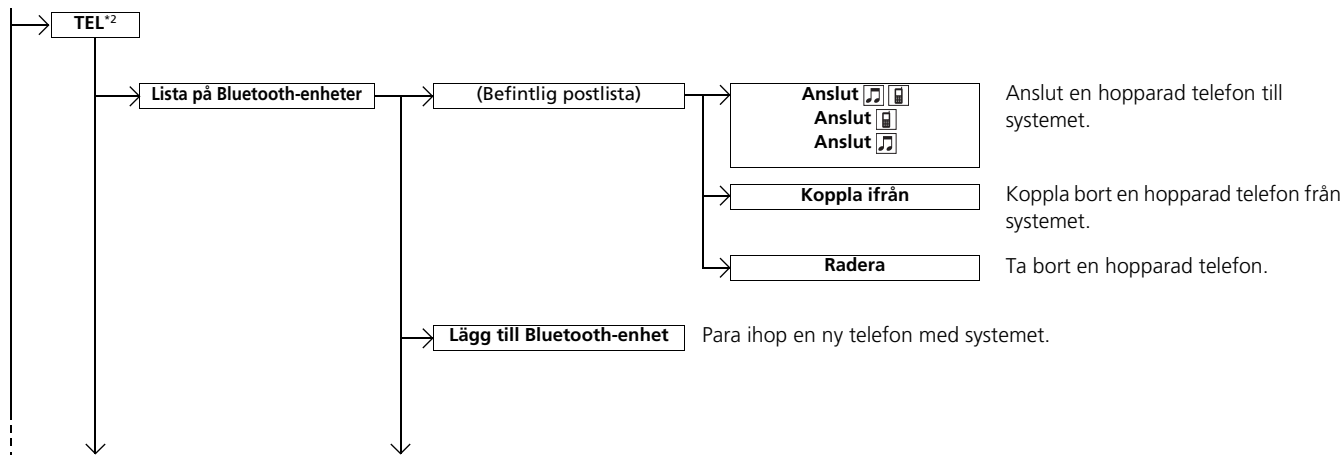 TEL*2
Lista på Bluetooth-enheter
(Befintlig postlista)
Anslut
Anslut
Anslut
Anslut en hopparad telefon till
systemet.
Koppla ifrån
Koppla bort en hopparad telefon från
systemet.
Radera
Ta bort en hopparad telefon.
Lägg till Bluetooth-enhet
Para ihop en ny telefon med systemet.